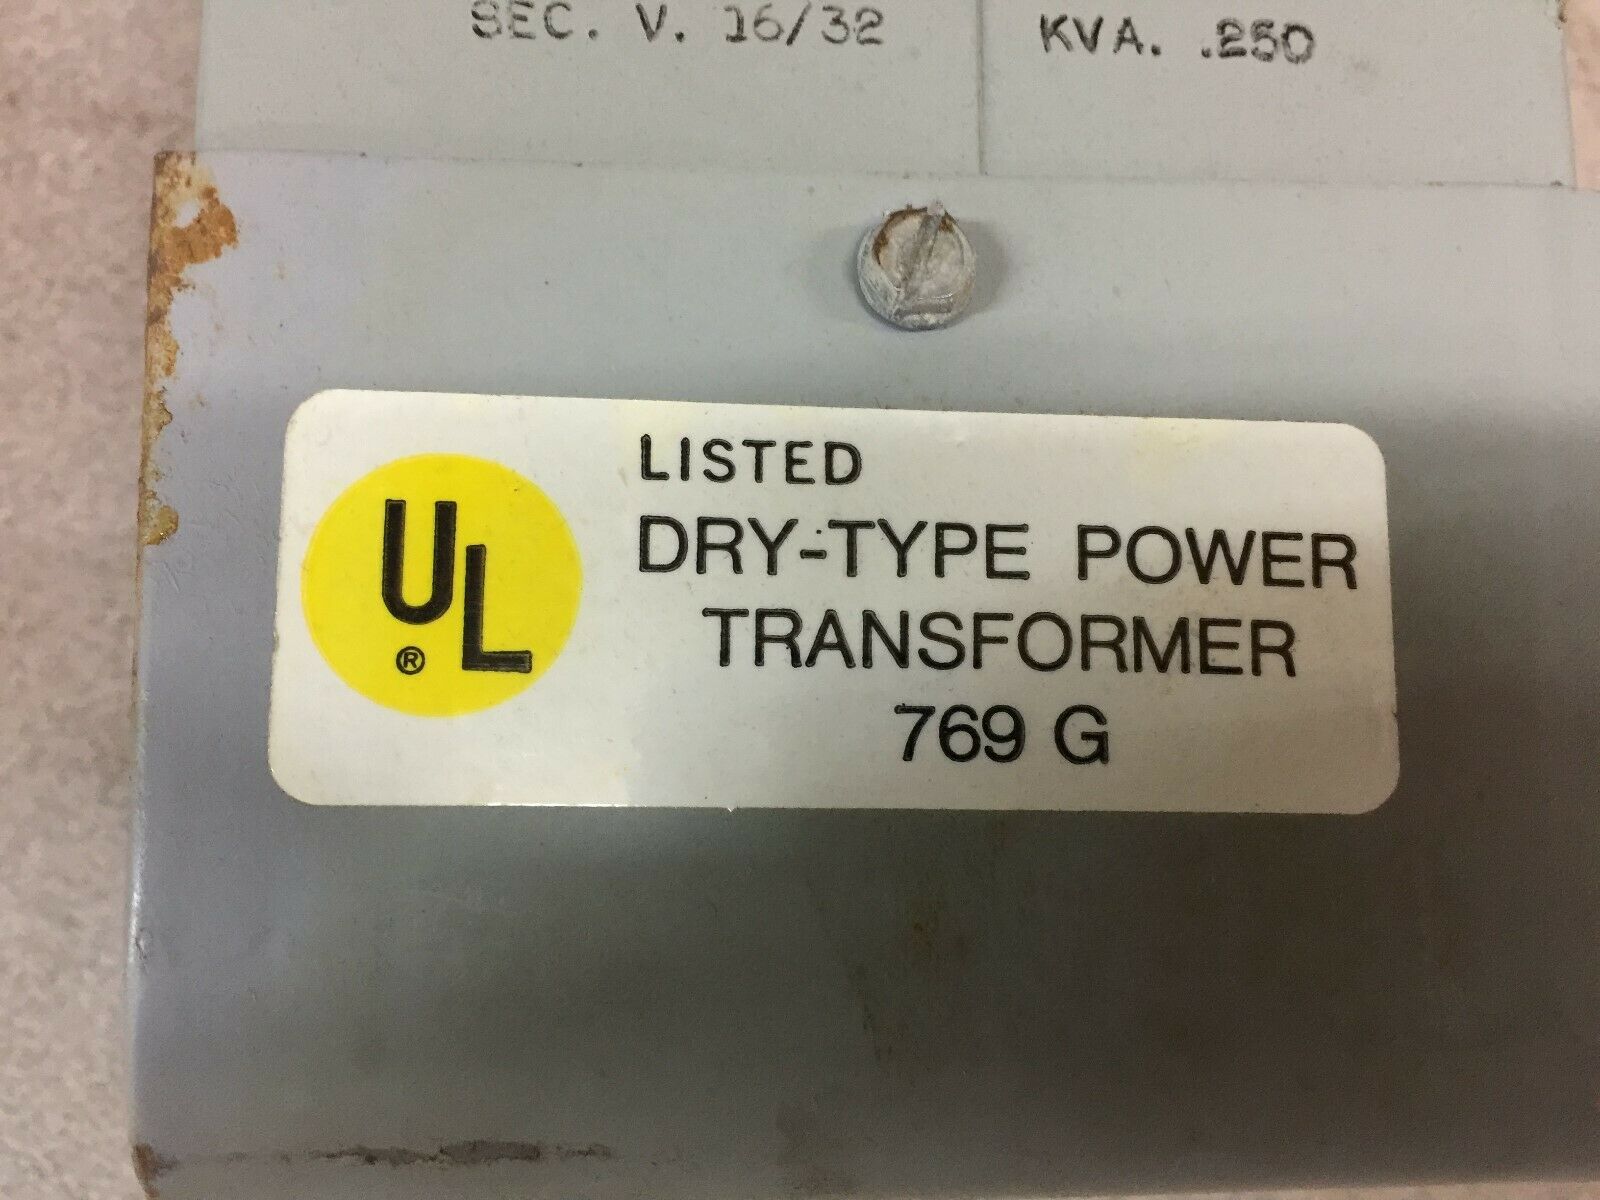 SEC. V. 16/32 KVA. .250
LISTED
UL ®
DRY-TYPE POWER
TRANSFORMER
769 G